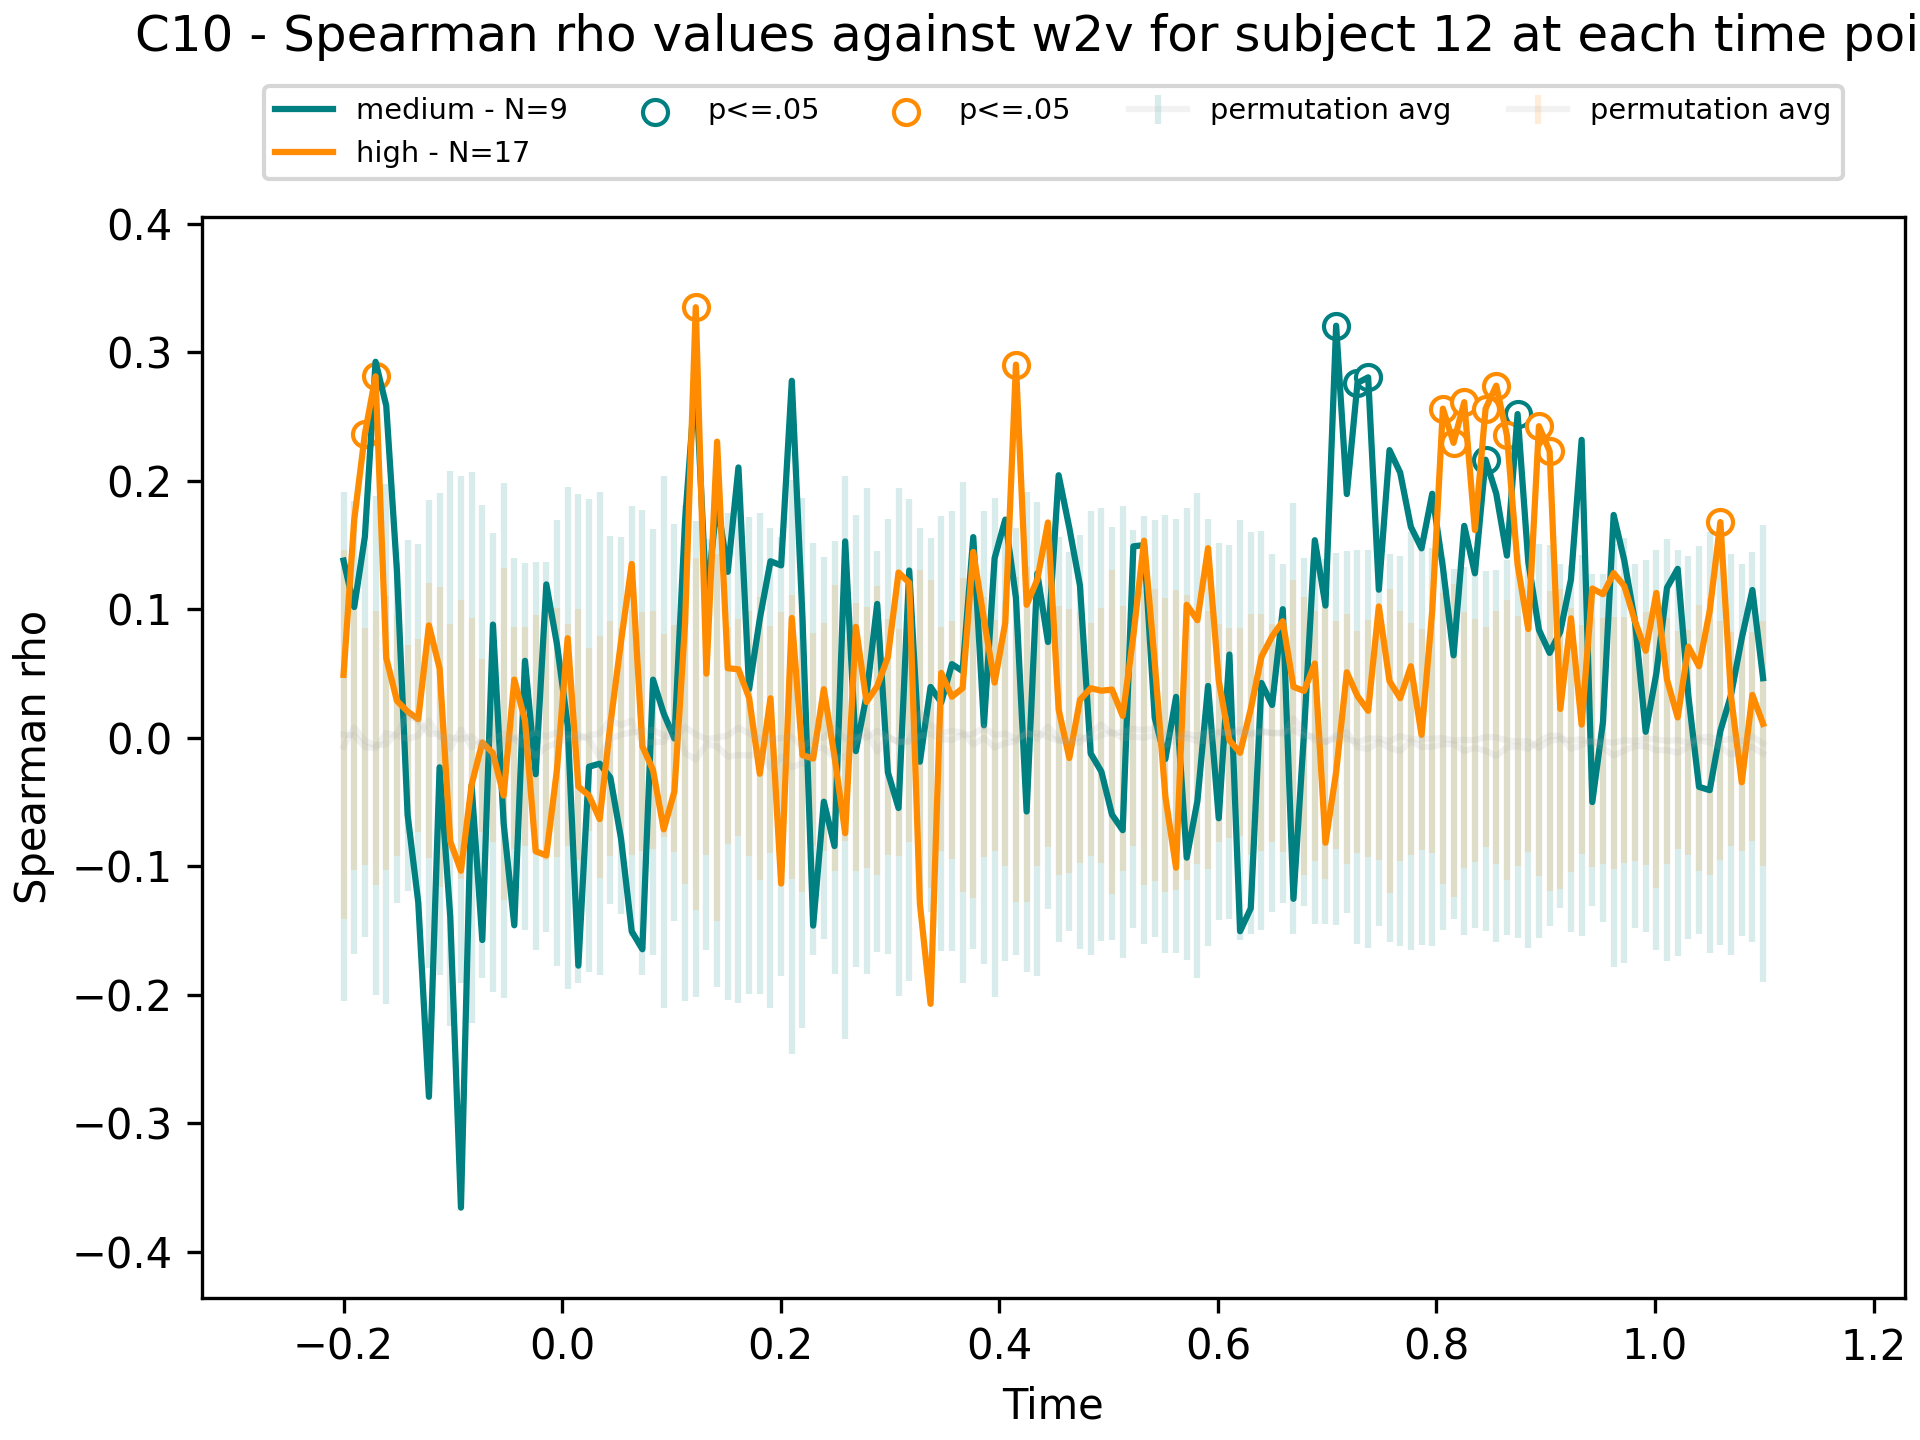 C10 - Spearman rho values against w2v for subject 12 at each time poi
medium - N=9
high - N=17
p<=.05
p<=.05
permutation avg
permutation avg
0.4
0.3
0.2
0.1
0.0
−0.1
−0.2
−0.3
−0.4
Spearman rho
−0.2
0.0
0.2
0.4
0.6
0.8
1.0
1.2
Time